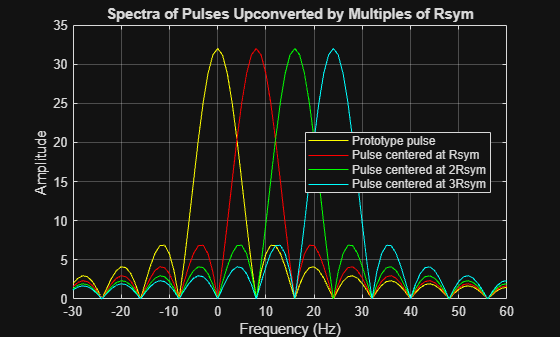 Spectra of Pulses Upconverted by Multiples of Rsym
35
30
25
20
15
10
5
0
Amplitude
Prototype pulse
Pulse centered at Rsym
Pulse centered at 2Rsym
Pulse centered at 3Rsym
-30 -20 -10 0 10 20 30 40 50 60
Frequency (Hz)